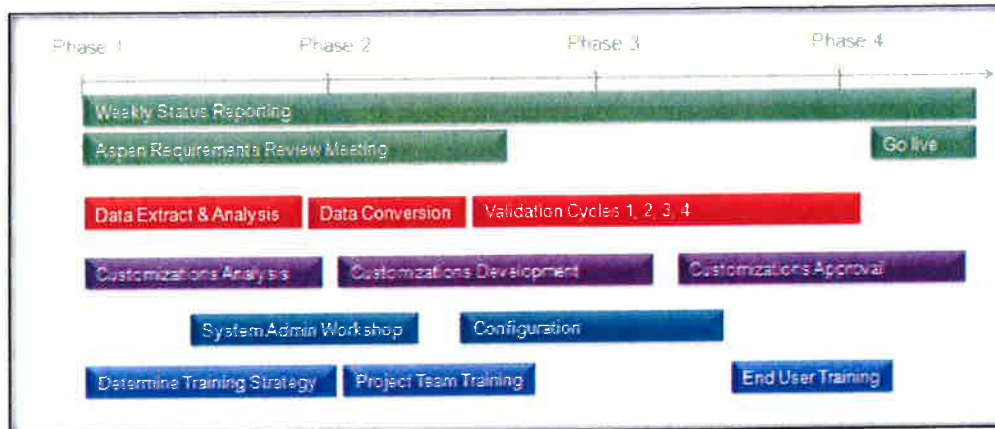 Phase 1 Phase 2 Phase 3 Phase 4
Weekly Status Reporting
Aspen Requirements Review Meeting Go live
Data Extract & Analysis Data Conversion Validation Cycles 1, 2, 3, 4
Customizations Analysis Customizations Development Customizations Approval
System Admin Workshop Configuration
Determine Training Strategy Project Team Training End User Training